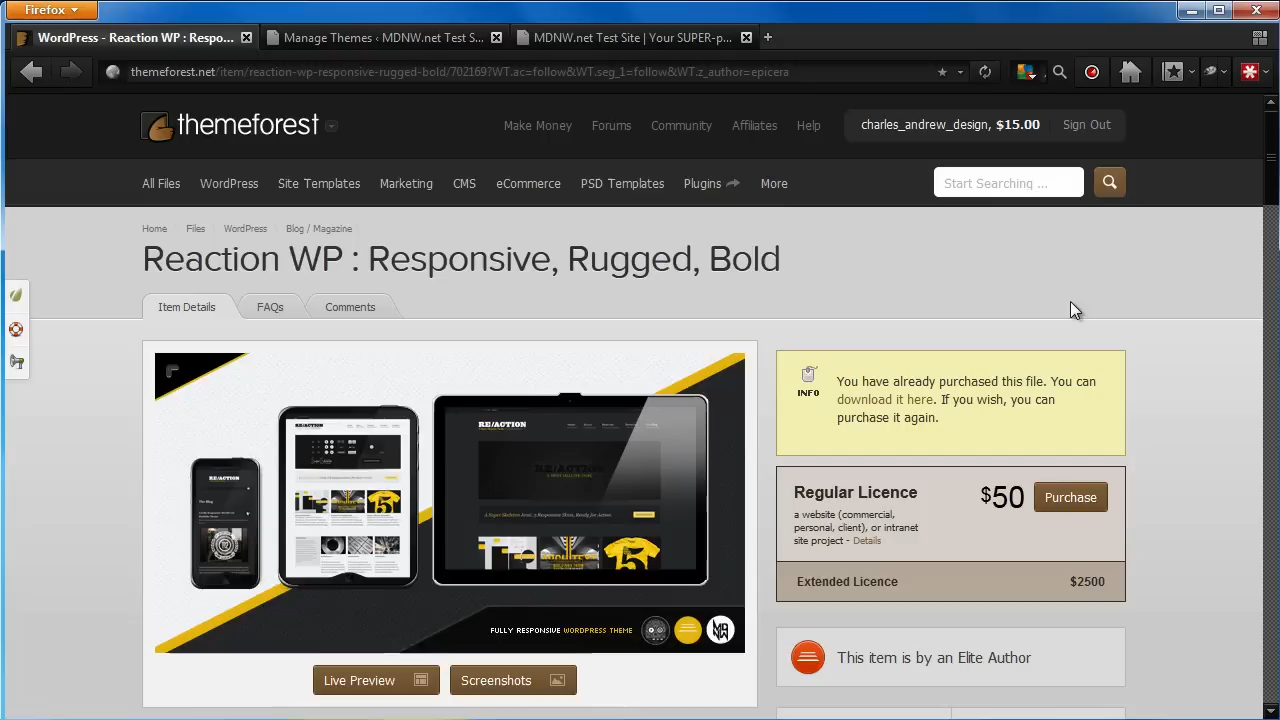 Firefox
WordPress - Reaction WP : Respo...
Manage Themes ‹ MDNW.net Test S...
MDNW.net Test Site | Your SUPER-p...
themeforest.net/item/reaction-wp-responsive-rugged-bold/702169?WT.ac=follow&WT.seg_1=follow&WT.z_author=epicera
themeforest
Make Money
Forums
Community
Affiliates
Help
charles_andrew_design, $15.00
Sign Out
All Files
WordPress
Site Templates
Marketing
CMS
eCommerce
PSD Templates
Plugins
More
Start Searching ...
Home
Files
WordPress
Blog / Magazine
Reaction WP : Responsive, Rugged, Bold
Item Details
FAQs
Comments
INFO
You have already purchased this file. You can
download it here. If you wish, you can
purchase it again.
RE/ACTION
RE/ACTION
RE/ACTION
The Blog
RE/ACTION
FULLY RESPONSIVE WORDPRESS THEME
Regular Licence
$50
Purchase
a website (commercial,
personal, client), or intranet
site project - Details
Extended Licence
$2500
This item is by an Elite Author
Live Preview
Screenshots